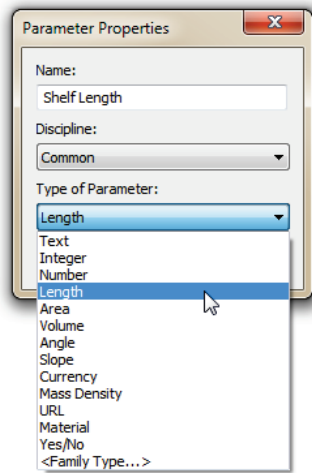 Parameter Properties
Name:
Shelf Length
Discipline:
Common
Type of Parameter:
Length
Text
Integer
Number
Length
Area
Volume
Angle
Slope
Currency
Mass Density
URL
Material
Yes/No
<Family Type...>